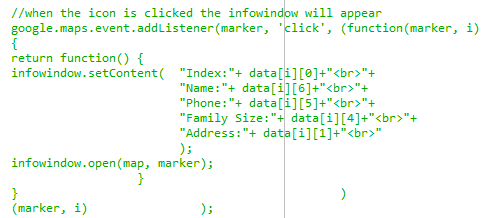 //when the icon is clicked the infowindow will appear
google.maps.event.addListener(marker, 'click', (function(marker, i)
{
return function() {
infowindow.setContent(  "Index:"+ data[i][0]+"<br>"+
"Name:"+ data[i][6]+"<br>"+
"Phone:"+ data[i][5]+"<br>"+
"Family Size:"+ data[i][4]+"<br>"+
"Address:"+ data[i][1]+"<br>"
);
infowindow.open(map, marker);
}
} )
(marker, i) );